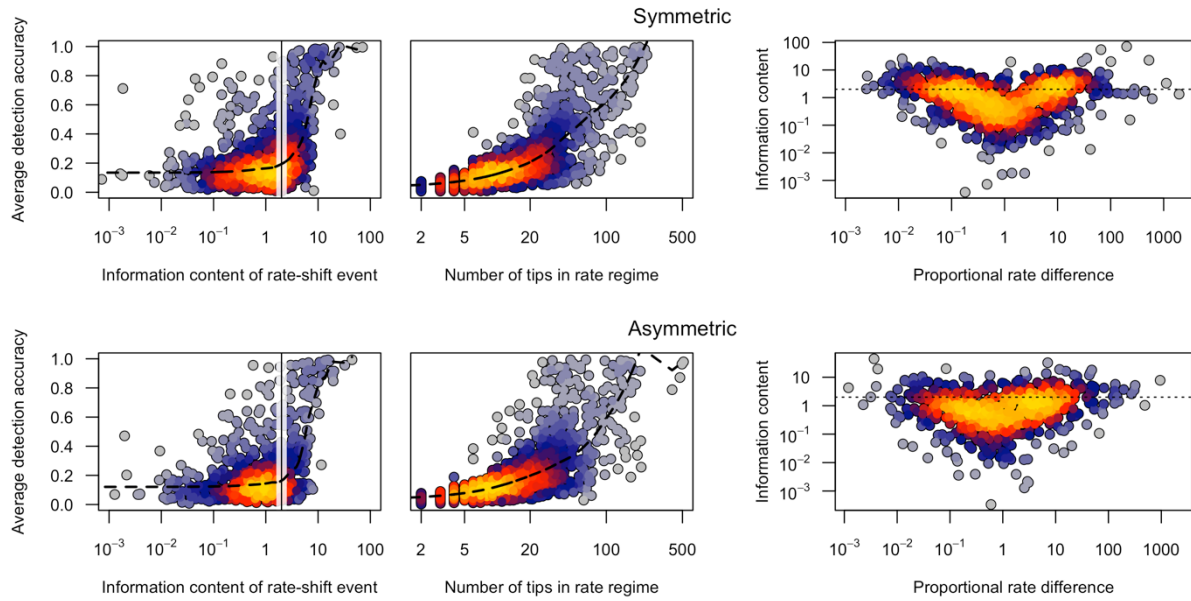 Symmetric
Average detection accuracy
1.0
0.8
0.6
0.4
0.2
0.0
10⁻³ 10⁻² 10⁻¹ 1 10 100
Information content of rate-shift event
2 5 20 100 500
Number of tips in rate regime
Information content
100
10
1
10⁻¹
10⁻²
10⁻³
10⁻³ 10⁻² 10⁻¹ 1 10 100 1000
Proportional rate difference
Asymmetric
Average detection accuracy
1.0
0.8
0.6
0.4
0.2
0.0
10⁻³ 10⁻² 10⁻¹ 1 10 100
Information content of rate-shift event
2 5 20 100 500
Number of tips in rate regime
Information content
100
10
1
10⁻¹
10⁻²
10⁻³
10⁻³ 10⁻² 10⁻¹ 1 10 100 1000
Proportional rate difference